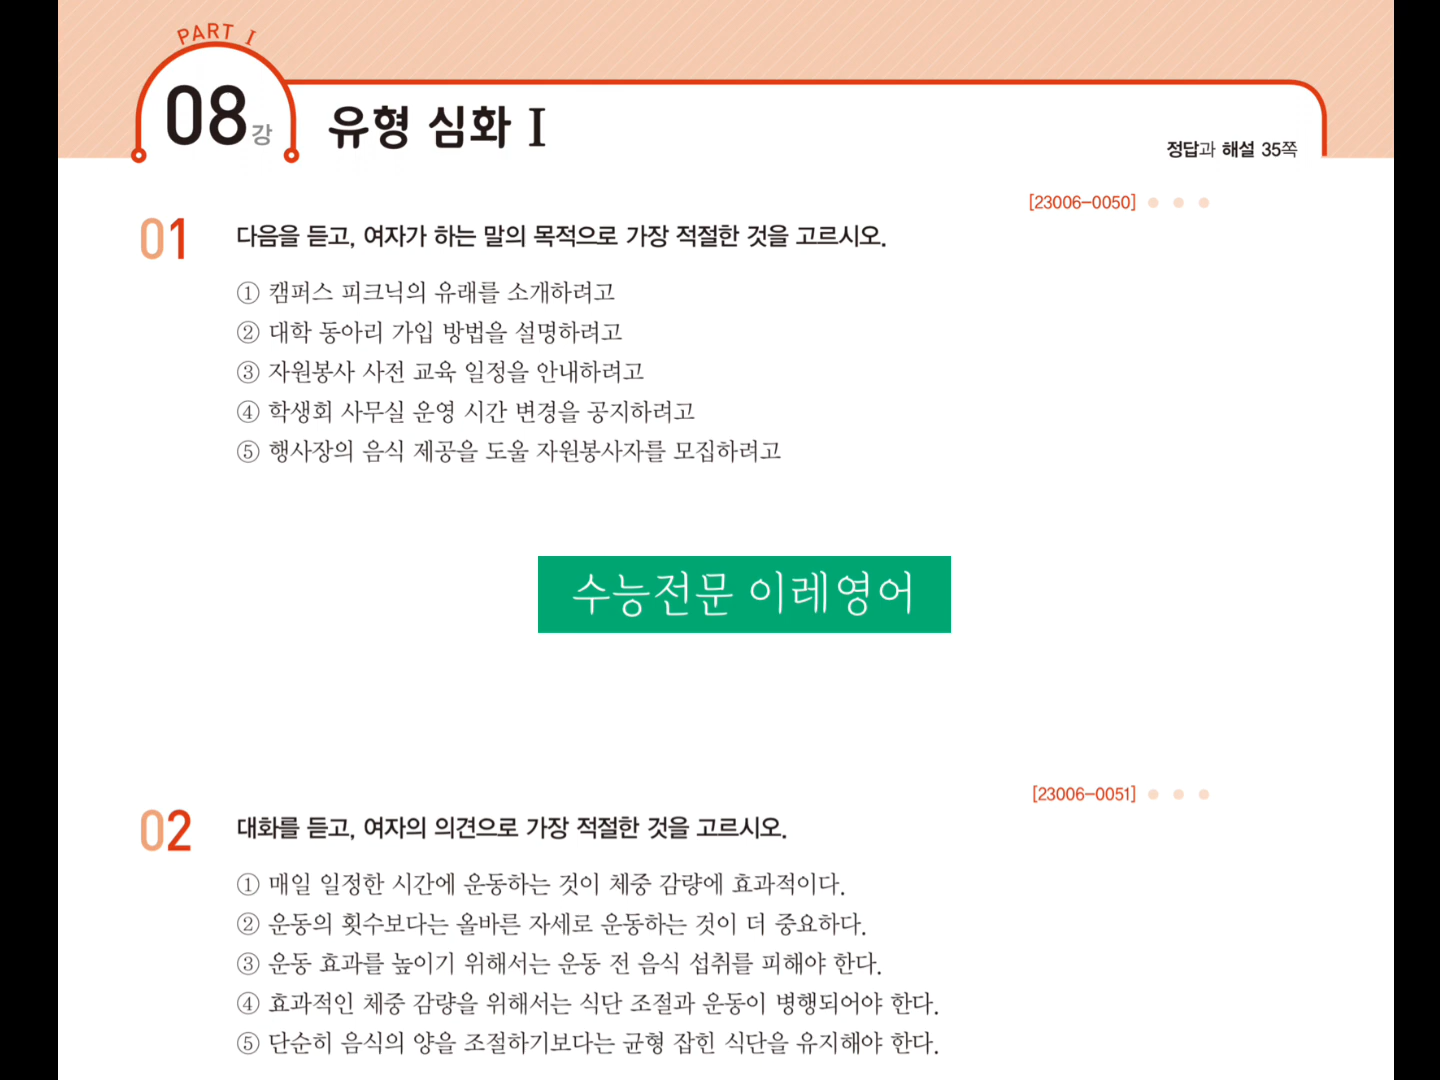 PART Ⅰ
08강
유형 심화 Ⅰ
정답과 해설 35쪽
[23006-0050]
01 다음을 듣고, 여자가 하는 말의 목적으로 가장 적절한 것을 고르시오.
① 캠퍼스 피크닉의 유래를 소개하려고
② 대학 동아리 가입 방법을 설명하려고
③ 자원봉사 사전 교육 일정을 안내하려고
④ 학생회 사무실 운영 시간 변경을 공지하려고
⑤ 행사장의 음식 제공을 도울 자원봉사자를 모집하려고
수능전문 이레영어
[23006-0051]
02 대화를 듣고, 여자의 의견으로 가장 적절한 것을 고르시오.
① 매일 일정한 시간에 운동하는 것이 체중 감량에 효과적이다.
② 운동의 횟수보다는 올바른 자세로 운동하는 것이 더 중요하다.
③ 운동 효과를 높이기 위해서는 운동 전 음식 섭취를 피해야 한다.
④ 효과적인 체중 감량을 위해서는 식단 조절과 운동이 병행되어야 한다.
⑤ 단순히 음식의 양을 조절하기보다는 균형 잡힌 식단을 유지해야 한다.